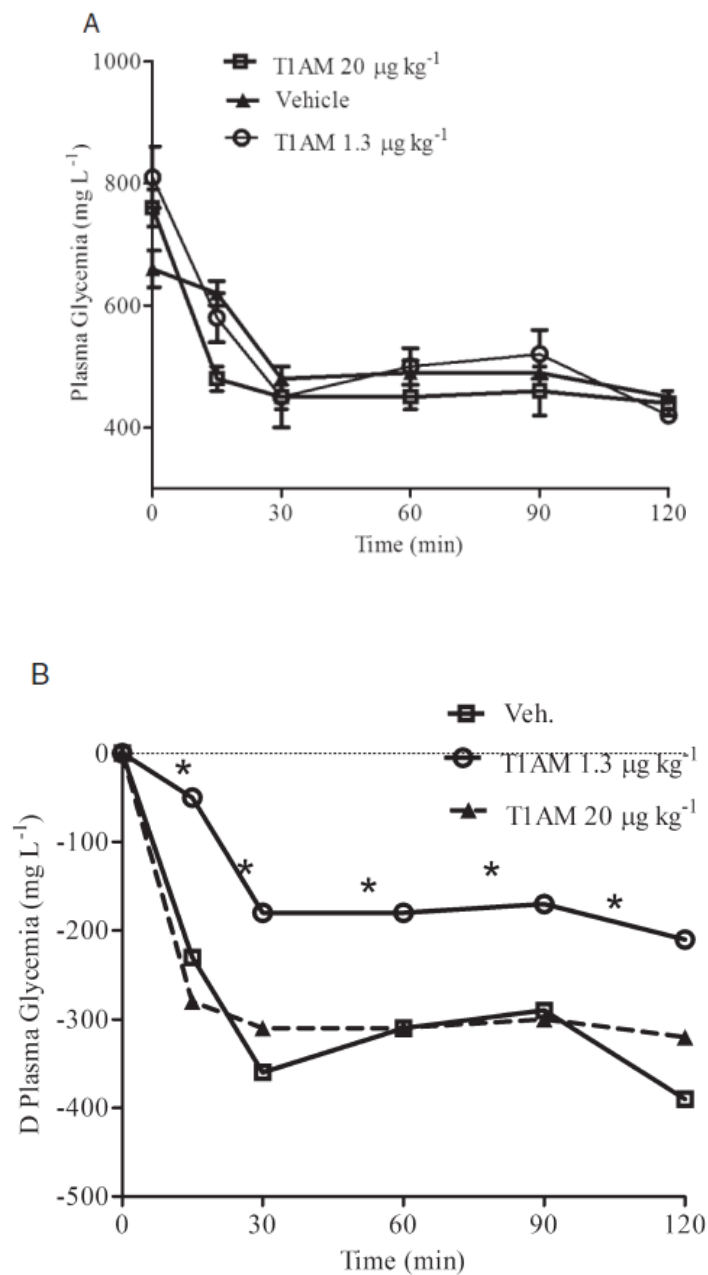 A
T1AM 20 μg kg-1
Vehicle
T1AM 1.3 μg kg-1
Plasma Glycemia (mg L-1)
1000
800
600
400
0 30 60 90 120
Time (min)
B
Veh.
T1AM 1.3 μg kg-1
T1AM 20 μg kg-1
D Plasma Glycemia (mg L-1)
0
-100
-200
-300
-400
-500
* * * * *
0 30 60 90 120
Time (min)